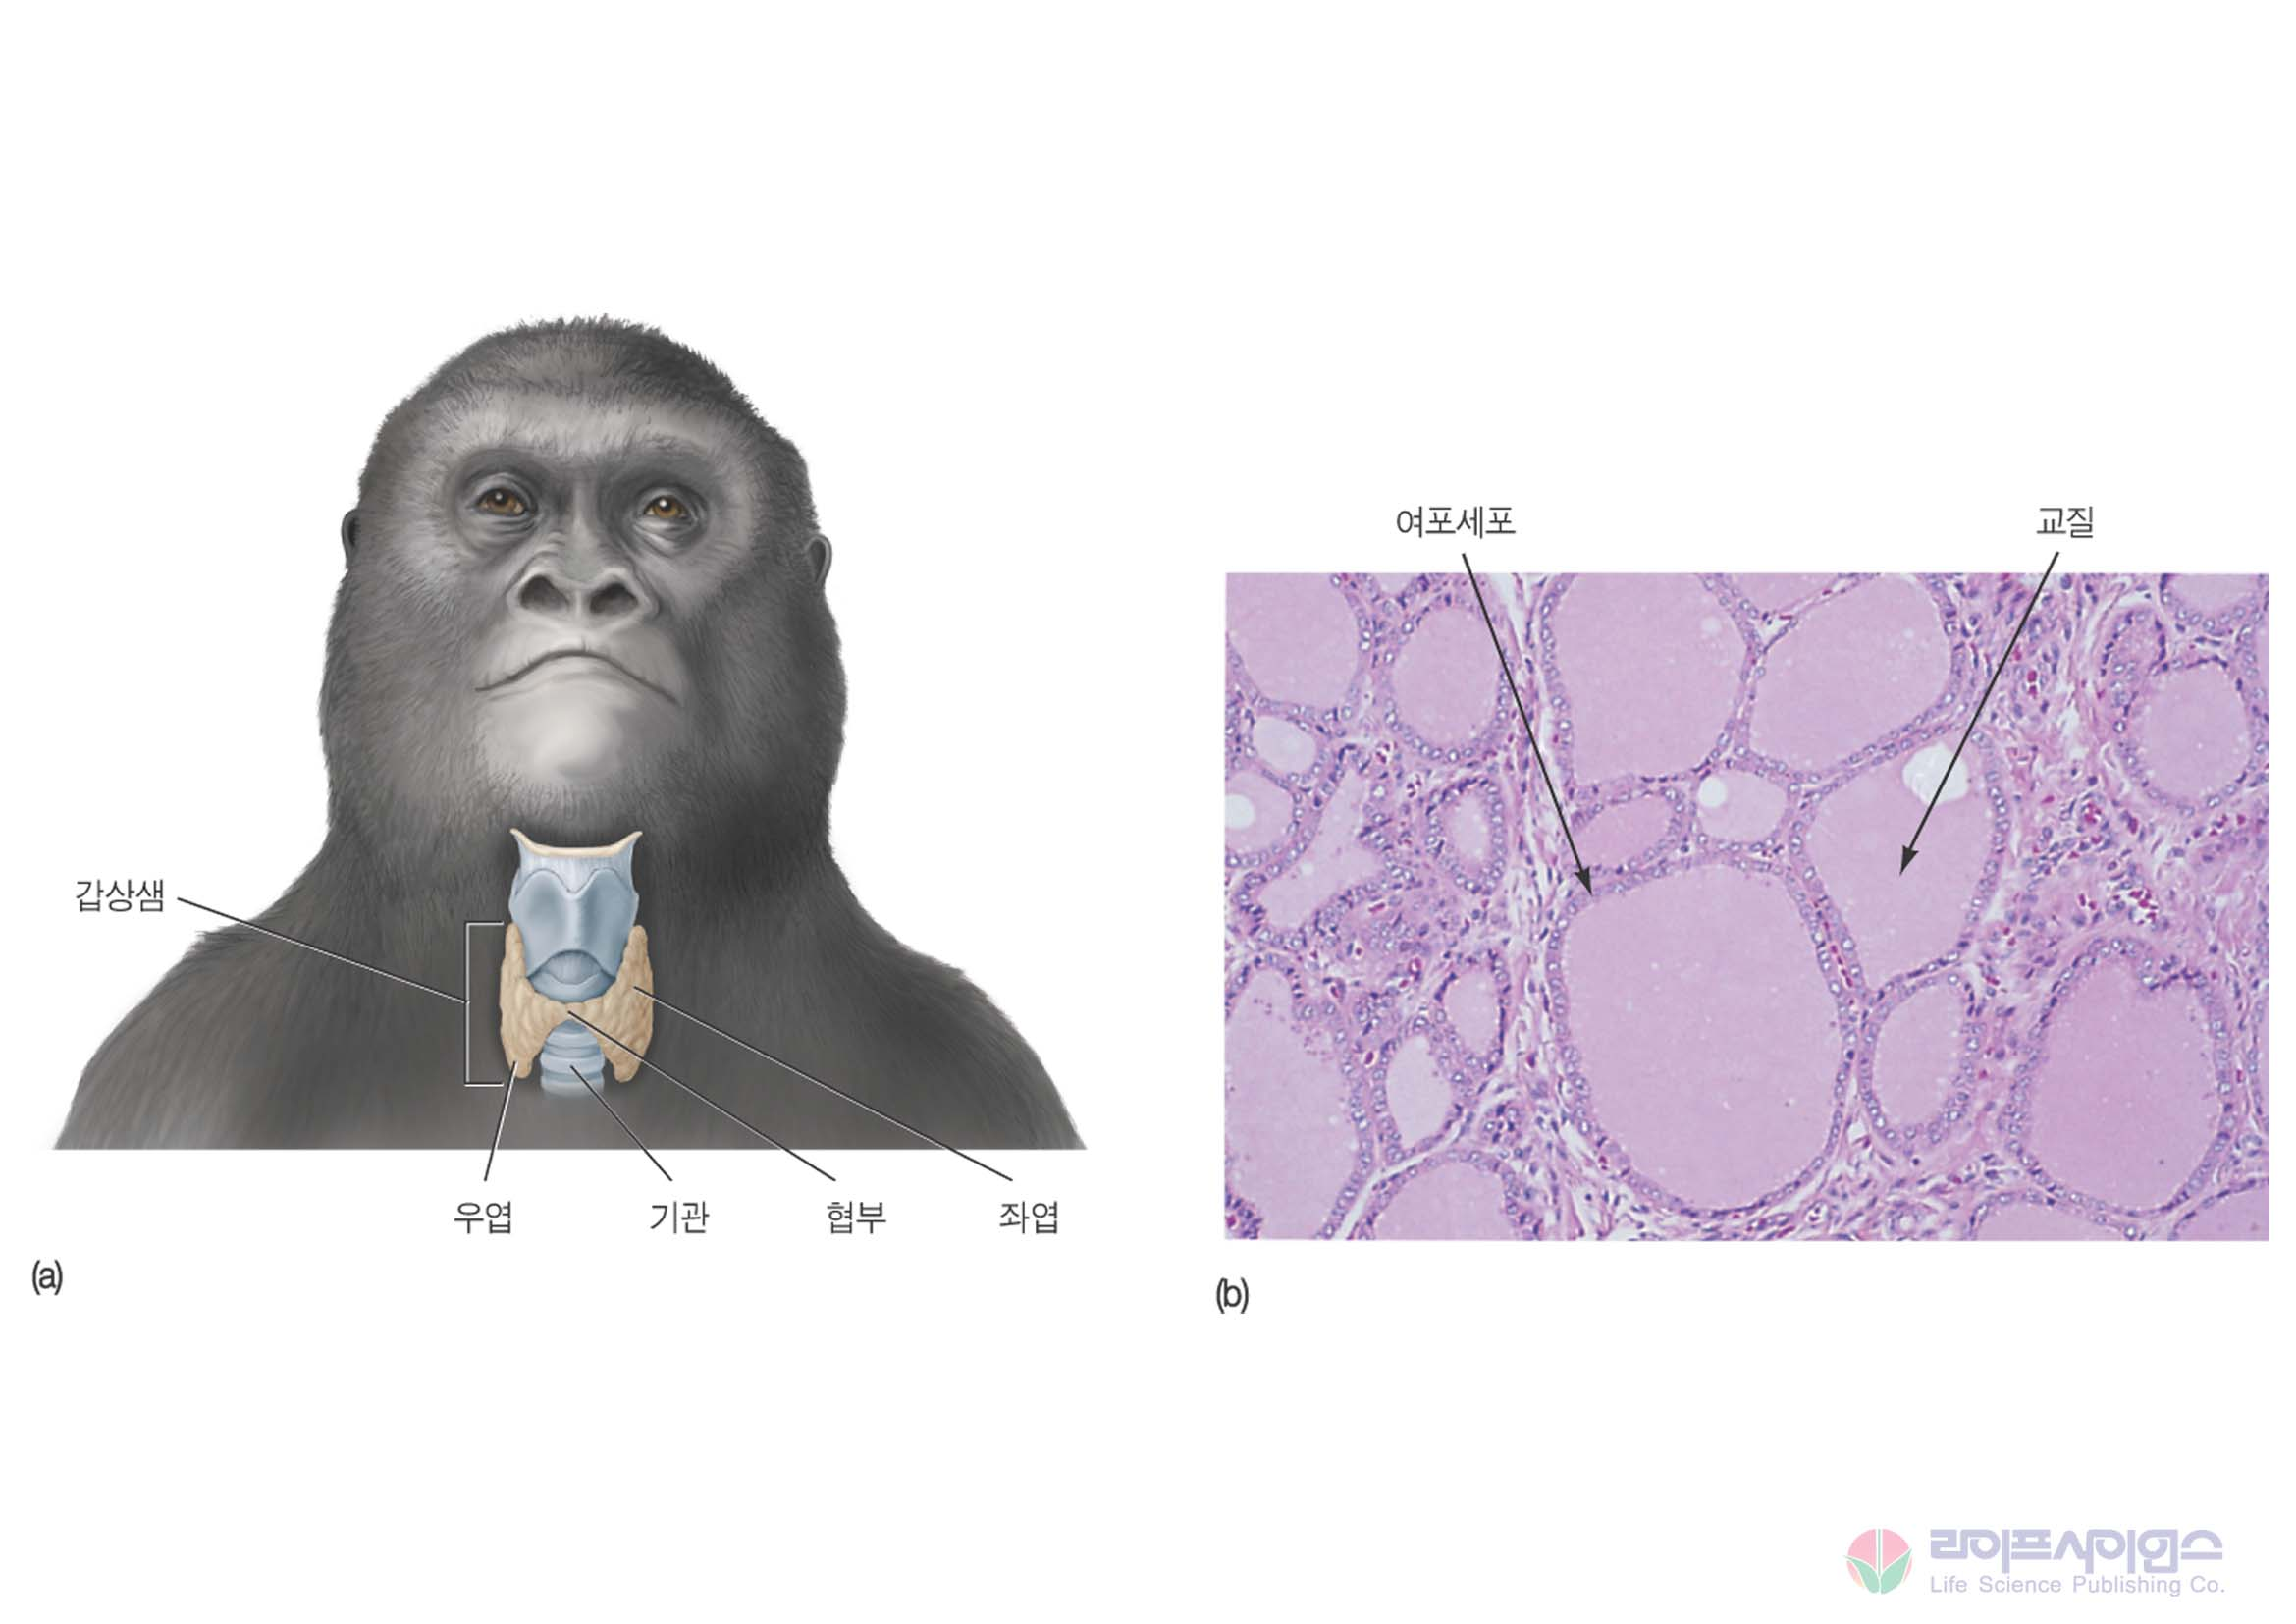 갑상샘
우엽
기관
협부
좌엽
(a)
여포세포
교질
(b)
라이프사이언스
Life Science Publishing Co.